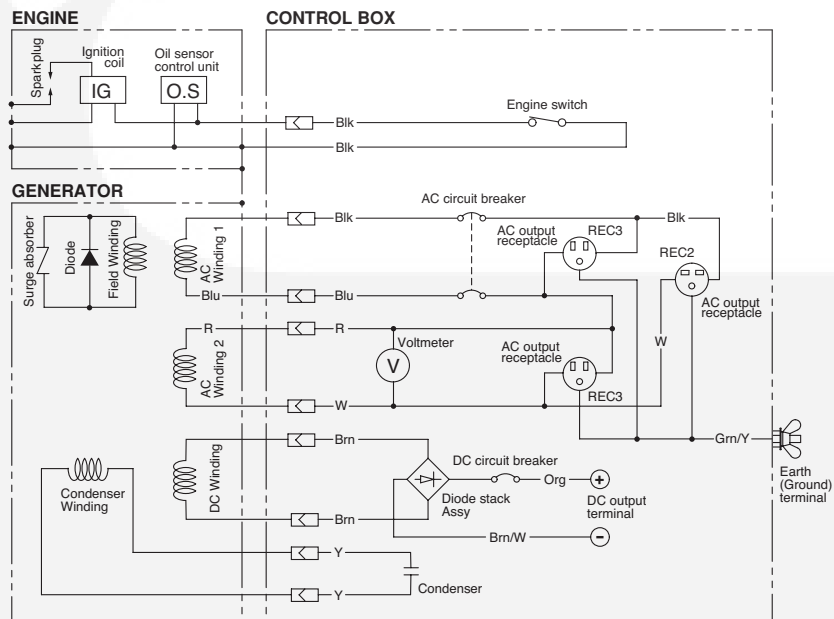 ENGINE
CONTROL BOX
Sparkplug
Ignition
coil
Oil sensor
control unit
IG
O.S
Engine switch
Blk
Blk
GENERATOR
Surge absorber
Diode
Field Winding
AC
Winding 1
Blk
AC circuit breaker
AC output
receptacle
REC3
Blk
REC2
AC output
receptacle
Blu
Blu
R
R
AC
Winding 2
Voltmeter
V
AC output
receptacle
REC3
W
W
Grn/Y
Earth
(Ground)
terminal
Condenser
Winding
DC Winding
Brn
DC circuit breaker
Org
+
DC output
terminal
Diode stack
Assy
Brn
Brn/W
−
Y
Condenser
Y